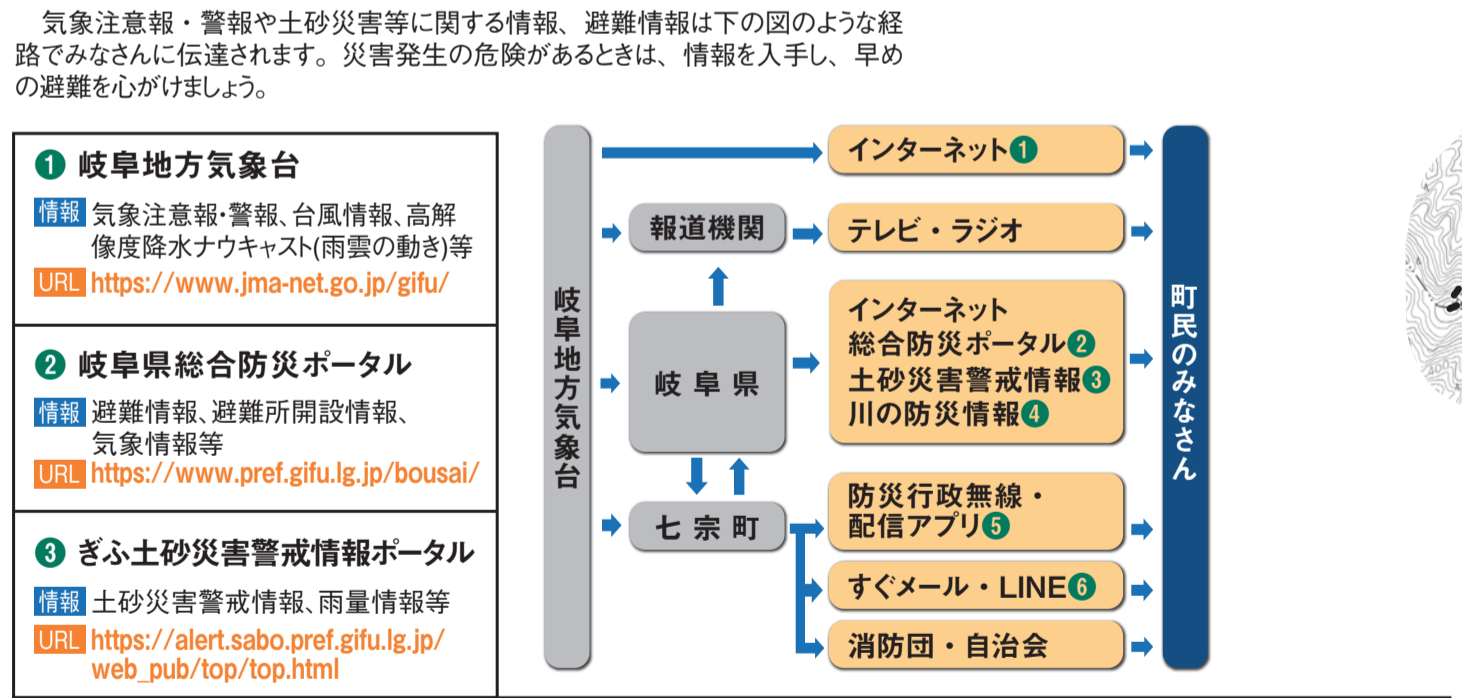 気象注意報・警報や土砂災害等に関する情報、避難情報は下の図のような経
路でみなさんに伝達されます。災害発生の危険があるときは、情報を入手し、早め
の避難を心がけましょう。
❶ 岐阜地方気象台
情報 気象注意報・警報、台風情報、高解
像度降水ナウキャスト(雨雲の動き)等
URL https://www.jma-net.go.jp/gifu/
❷ 岐阜県総合防災ポータル
情報 避難情報、避難所開設情報、
気象情報等
URL https://www.pref.gifu.lg.jp/bousai/
❸ ぎふ土砂災害警戒情報ポータル
情報 土砂災害警戒情報、雨量情報等
URL https://alert.sabo.pref.gifu.lg.jp/
web_pub/top/top.html
岐阜地方気象台
報道機関
岐阜県
七宗町
インターネット❶
テレビ・ラジオ
インターネット
総合防災ポータル❷
土砂災害警戒情報❸
川の防災情報❹
防災行政無線・
配信アプリ❺
すぐメール・LINE❻
消防団・自治会
町民のみなさん